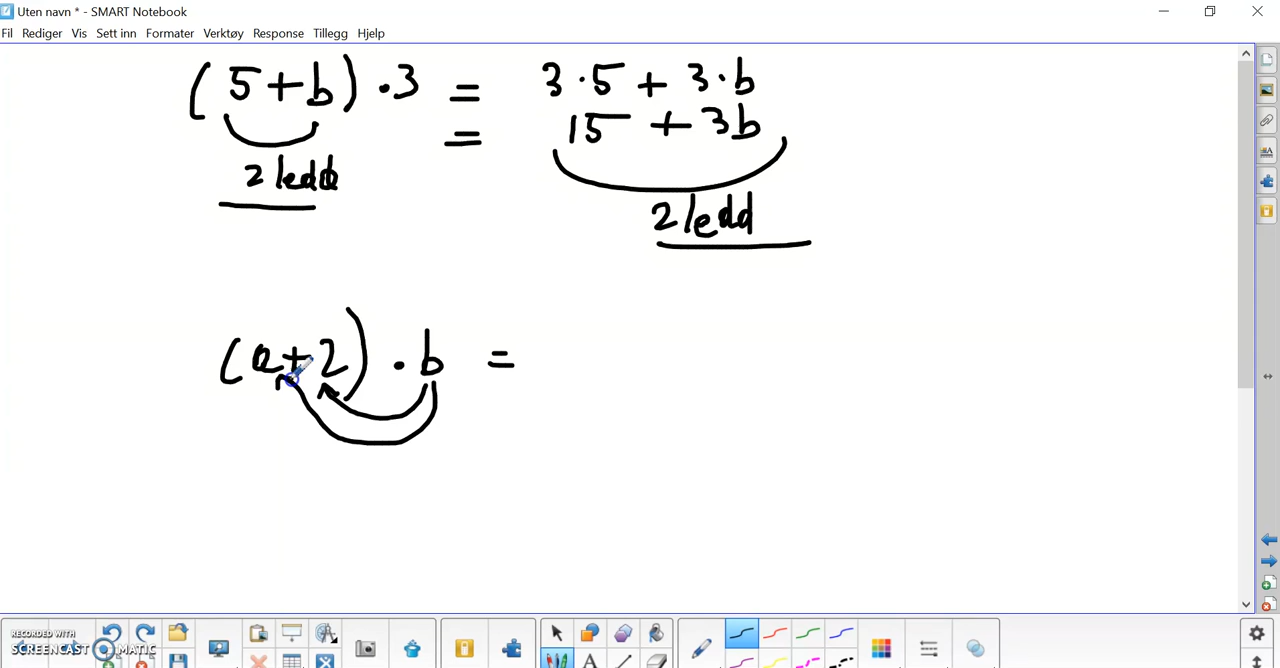 Uten navn * - SMART Notebook
Fil Rediger Vis Sett inn Formater Verktøy Response Tillegg Hjelp
(5+b)·3 = 3·5 + 3·b
= 15 + 3b
2 ledd
2 ledd
(a+2)·b =
RECORDED WITH
SCREENCAST-O-MATIC
A